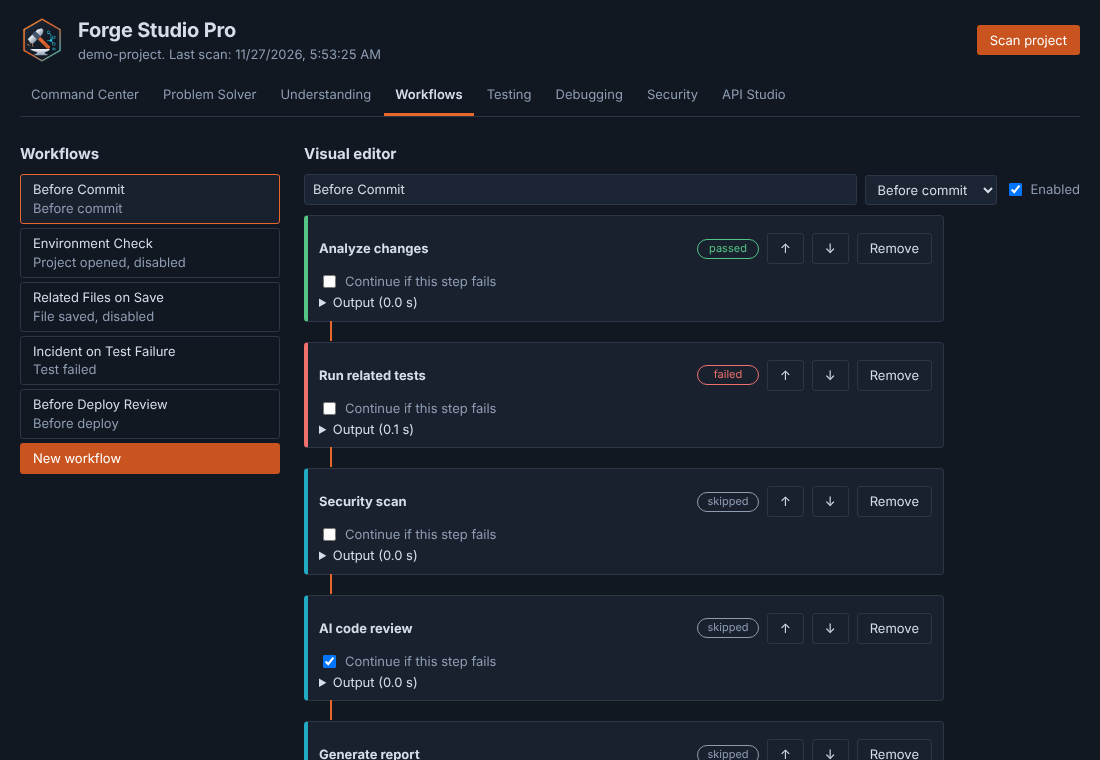 Forge Studio Pro
demo-project. Last scan: 11/27/2026, 5:53:25 AM
Scan project
Command Center
Problem Solver
Understanding
Workflows
Testing
Debugging
Security
API Studio
Workflows
Before Commit
Before commit
Environment Check
Project opened, disabled
Related Files on Save
File saved, disabled
Incident on Test Failure
Test failed
Before Deploy Review
Before deploy
New workflow
Visual editor
Before Commit
Before commit
Enabled
Analyze changes
passed
↑
↓
Remove
Continue if this step fails
Output (0.0 s)
Run related tests
failed
↑
↓
Remove
Continue if this step fails
Output (0.1 s)
Security scan
skipped
↑
↓
Remove
Continue if this step fails
Output (0.0 s)
AI code review
skipped
↑
↓
Remove
Continue if this step fails
Output (0.0 s)
Generate report
skipped
↑
↓
Remove